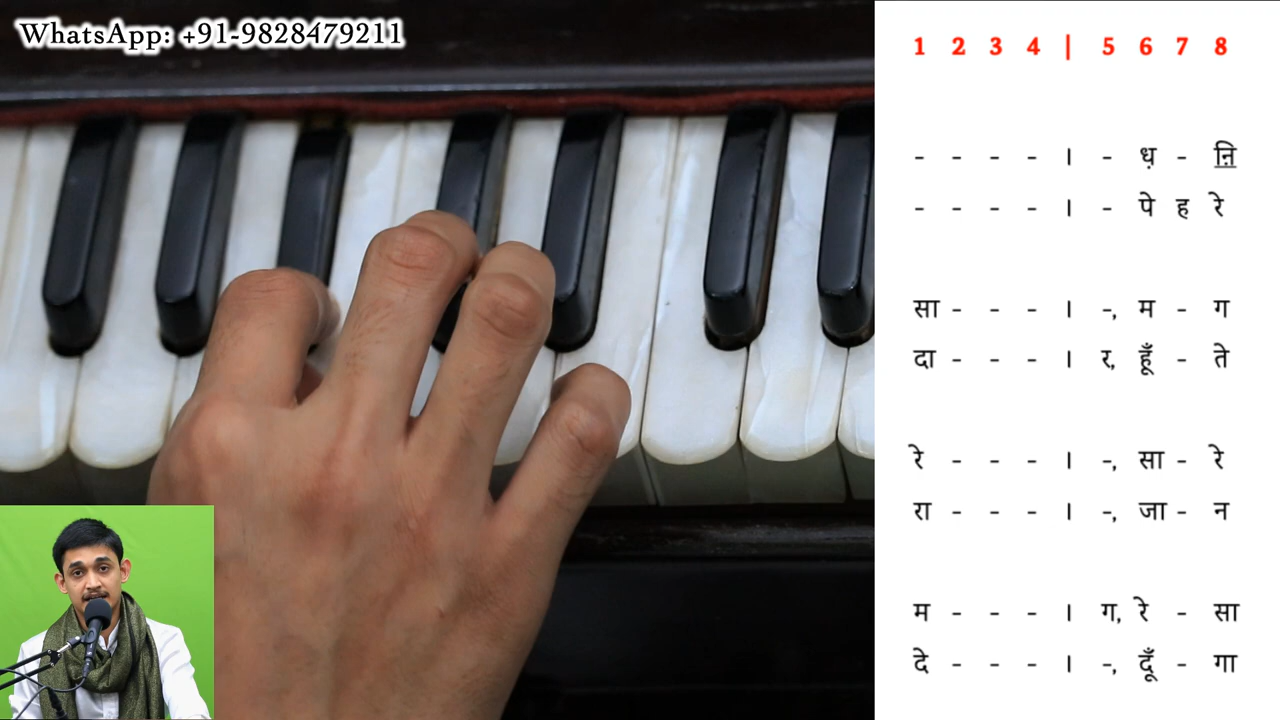 WhatsApp: +91-9828479211
1 2 3 4 | 5 6 7 8
- - - - । - ध़ - <u>ऩि</u>
- - - - । - पे ह रे
सा - - - । -, म - ग
दा - - - । र, हूँ - ते
रे - - - । -, सा - रे
रा - - - । -, जा - न
म - - - । ग, रे - सा
दे - - - । -, दूँ - गा